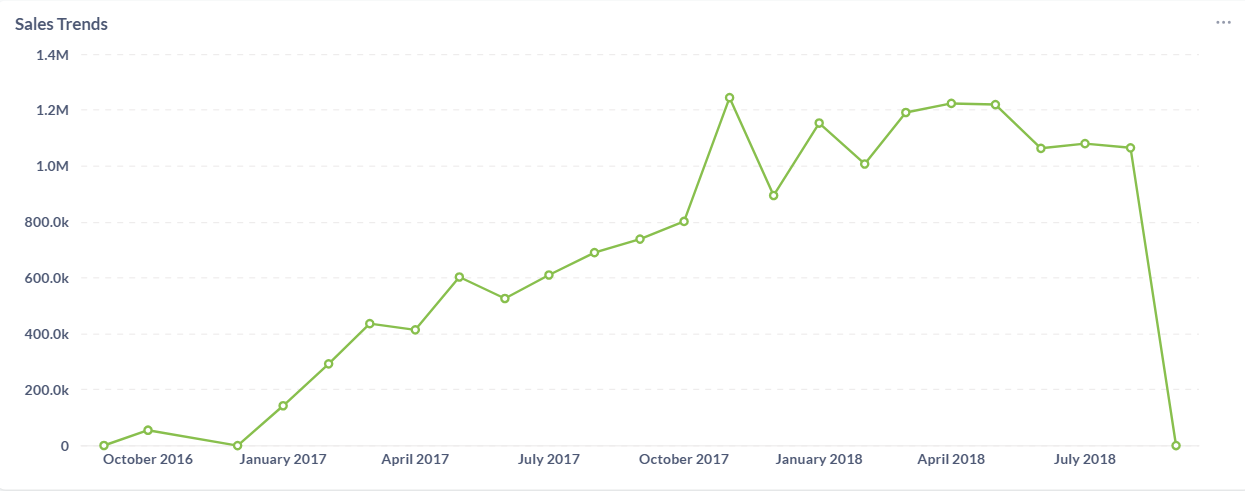 Sales Trends
1.4M
1.2M
1.0M
800.0k
600.0k
400.0k
200.0k
0
October 2016 January 2017 April 2017 July 2017 October 2017 January 2018 April 2018 July 2018